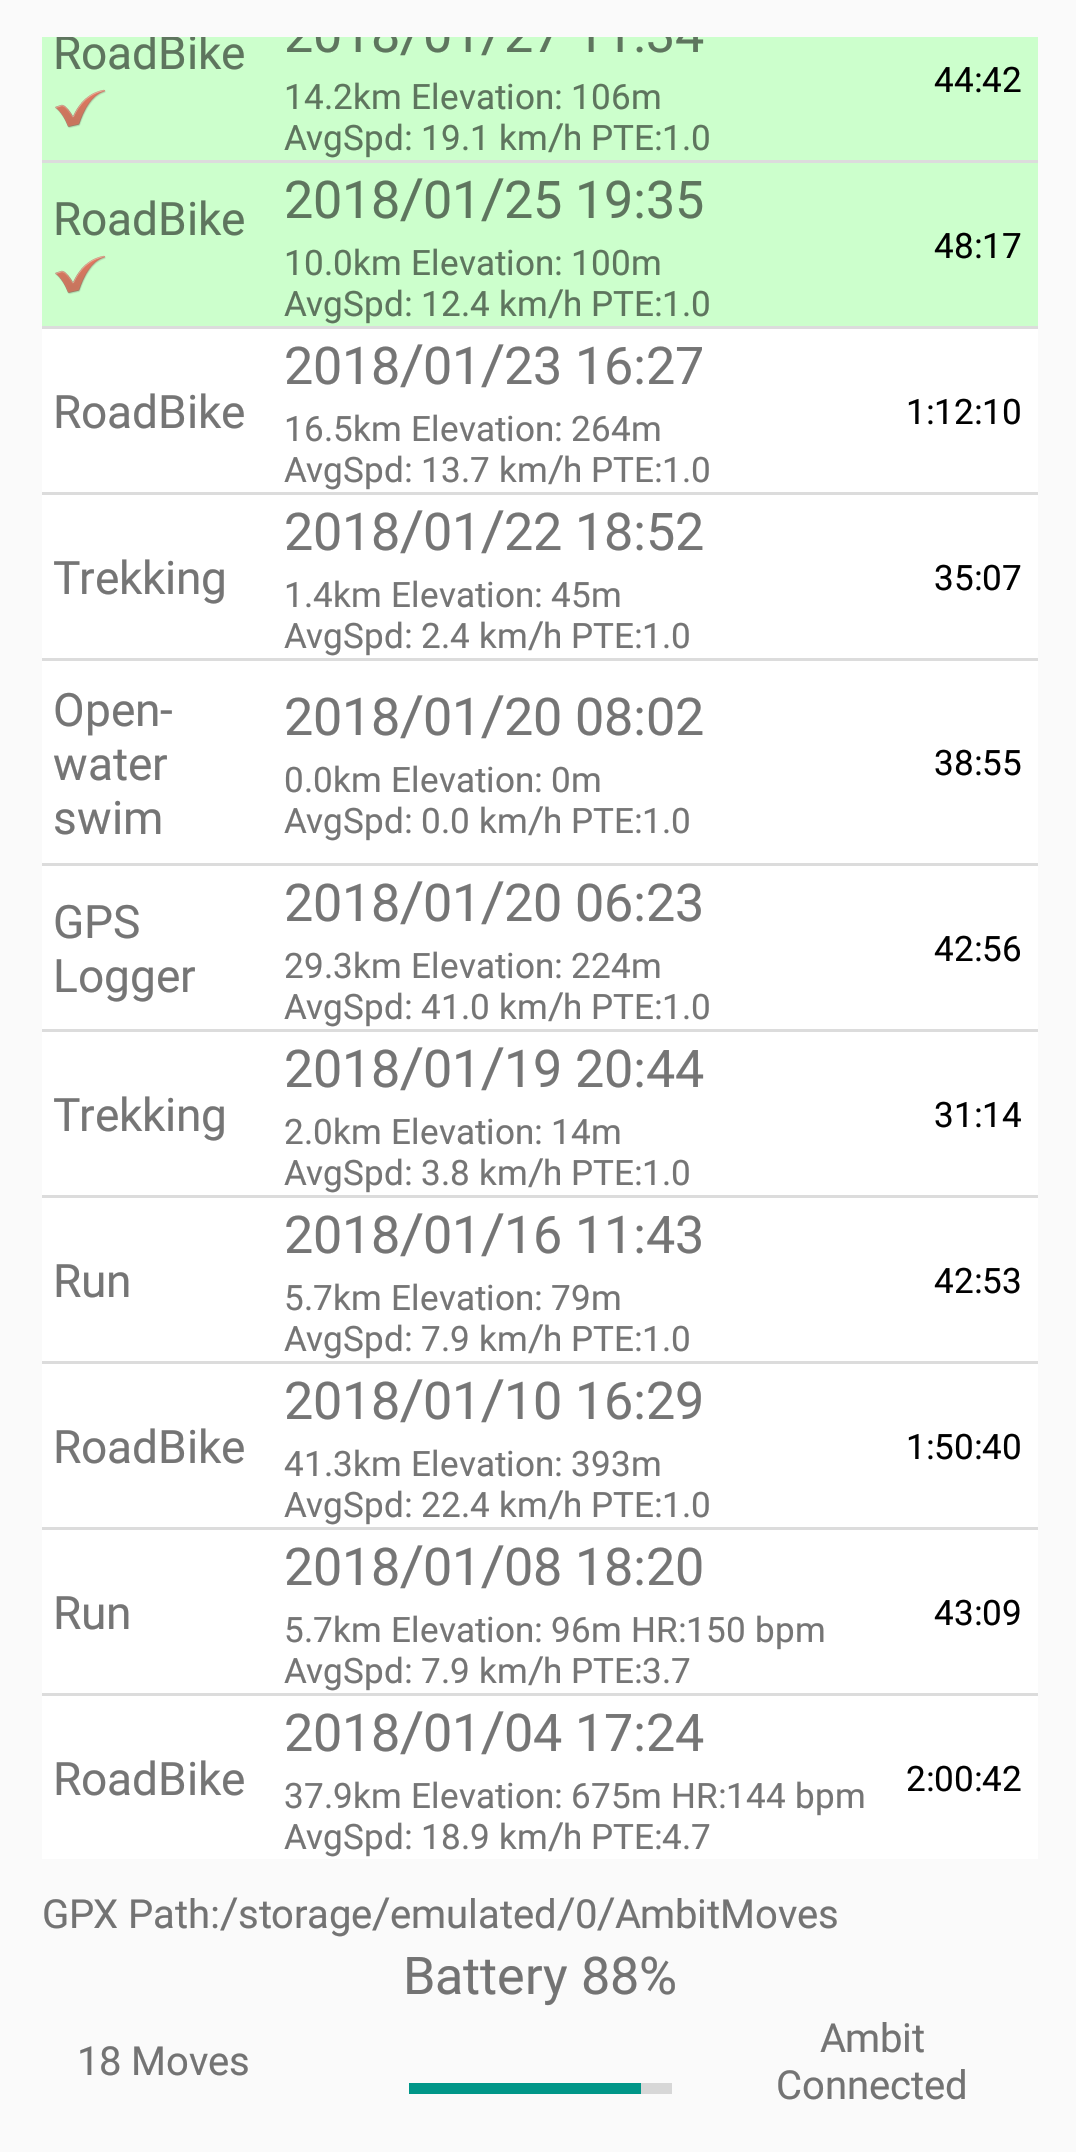 RoadBike
2018/01/27 11:34
14.2km Elevation: 106m
AvgSpd: 19.1 km/h PTE:1.0
44:42
RoadBike
2018/01/25 19:35
10.0km Elevation: 100m
AvgSpd: 12.4 km/h PTE:1.0
48:17
RoadBike
2018/01/23 16:27
16.5km Elevation: 264m
AvgSpd: 13.7 km/h PTE:1.0
1:12:10
Trekking
2018/01/22 18:52
1.4km Elevation: 45m
AvgSpd: 2.4 km/h PTE:1.0
35:07
Open-
water
swim
2018/01/20 08:02
0.0km Elevation: 0m
AvgSpd: 0.0 km/h PTE:1.0
38:55
GPS
Logger
2018/01/20 06:23
29.3km Elevation: 224m
AvgSpd: 41.0 km/h PTE:1.0
42:56
Trekking
2018/01/19 20:44
2.0km Elevation: 14m
AvgSpd: 3.8 km/h PTE:1.0
31:14
Run
2018/01/16 11:43
5.7km Elevation: 79m
AvgSpd: 7.9 km/h PTE:1.0
42:53
RoadBike
2018/01/10 16:29
41.3km Elevation: 393m
AvgSpd: 22.4 km/h PTE:1.0
1:50:40
Run
2018/01/08 18:20
5.7km Elevation: 96m HR:150 bpm
AvgSpd: 7.9 km/h PTE:3.7
43:09
RoadBike
2018/01/04 17:24
37.9km Elevation: 675m HR:144 bpm
AvgSpd: 18.9 km/h PTE:4.7
2:00:42
GPX Path:/storage/emulated/0/AmbitMoves
Battery 88%
18 Moves
Ambit
Connected